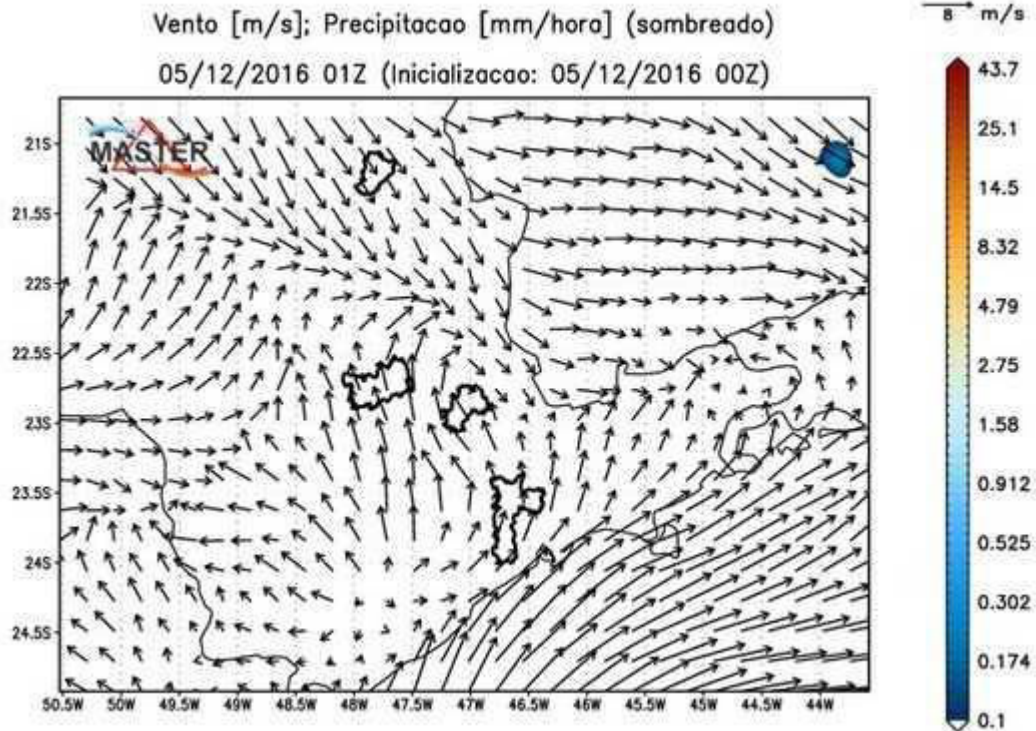 Vento [m/s]; Precipitacao [mm/hora] (sombreado)
8 m/s
05/12/2016 01Z (Inicializacao: 05/12/2016 00Z)
MASTER
21S
21.5S
22S
22.5S
23S
23.5S
24S
24.5S
50.5W 50W 49.5W 49W 48.5W 48W 47.5W 47W 46.5W 46W 45.5W 45W 44.5W 44W
43.7
25.1
14.5
8.32
4.79
2.75
1.58
0.912
0.525
0.302
0.174
0.1